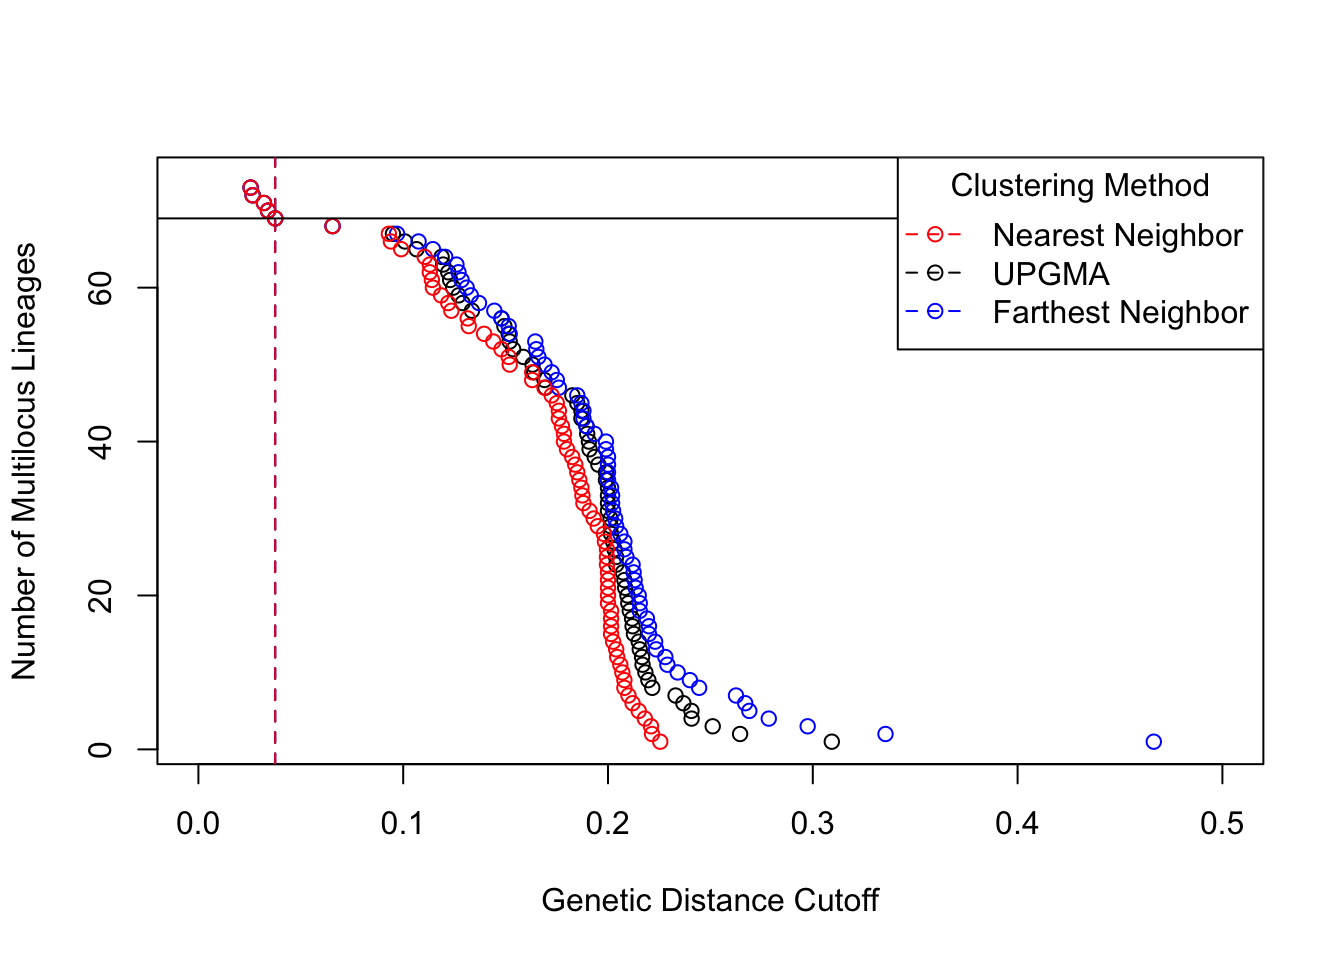 Clustering Method
Nearest Neighbor
UPGMA
Farthest Neighbor
Number of Multilocus Lineages
60
40
20
0
0.0 0.1 0.2 0.3 0.4 0.5
Genetic Distance Cutoff